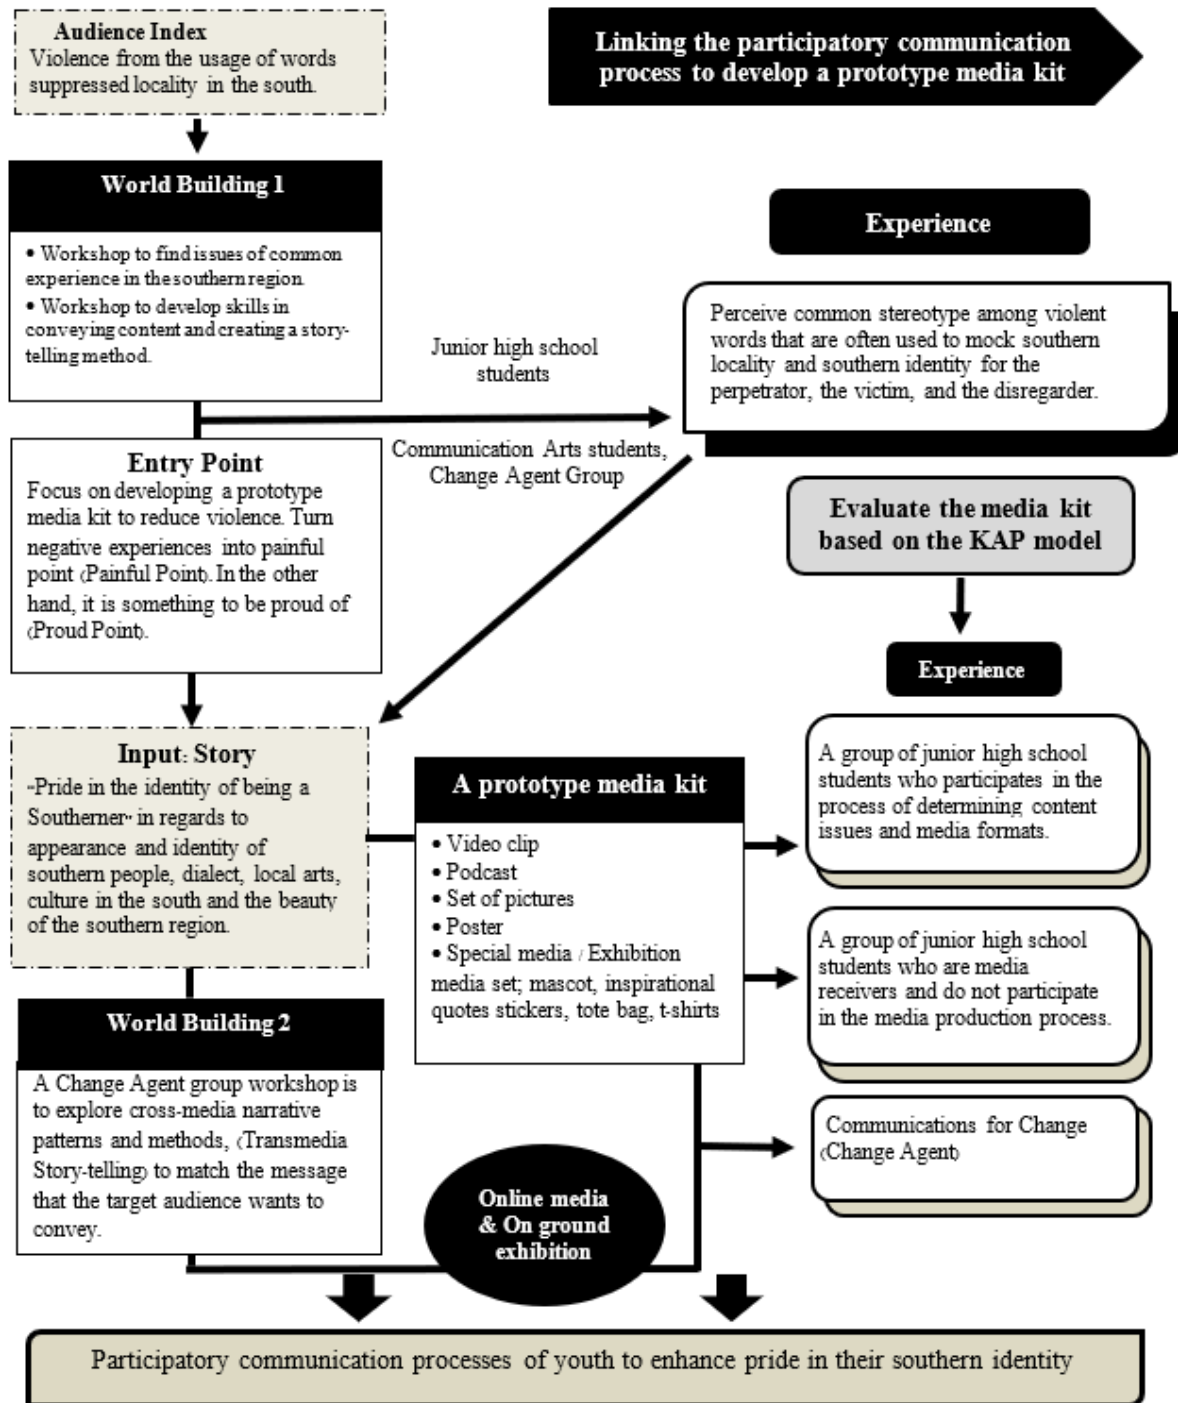 Audience Index
Violence from the usage of words
suppressed locality in the south.
Linking the participatory communication
process to develop a prototype media kit
World Building 1
• Workshop to find issues of common
experience in the southern region.
• Workshop to develop skills in
conveying content and creating a story-
telling method.
Experience
Perceive common stereotype among violent
words that are often used to mock southern
locality and southern identity for the
perpetrator, the victim, and the disregarder.
Junior high school
students
Communication Arts students,
Change Agent Group
Entry Point
Focus on developing a prototype
media kit to reduce violence. Turn
negative experiences into painful
point (Painful Point). In the other
hand, it is something to be proud of
(Proud Point).
Evaluate the media kit
based on the KAP model
Experience
Input: Story
"Pride in the identity of being a
Southerner" in regards to
appearance and identity of
southern people, dialect, local arts,
culture in the south and the beauty
of the southern region.
A prototype media kit
• Video clip
• Podcast
• Set of pictures
• Poster
• Special media / Exhibition
media set; mascot, inspirational
quotes stickers, tote bag, t-shirts
A group of junior high school
students who participates in the
process of determining content
issues and media formats.
A group of junior high school
students who are media
receivers and do not participate
in the media production process.
Communications for Change
(Change Agent)
World Building 2
A Change Agent group workshop is
to explore cross-media narrative
patterns and methods, (Transmedia
Story-telling) to match the message
that the target audience wants to
convey.
Online media
& On ground
exhibition
Participatory communication processes of youth to enhance pride in their southern identity